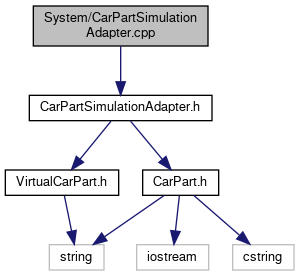 System/CarPartSimulation
Adapter.cpp
CarPartSimulationAdapter.h
VirtualCarPart.h
CarPart.h
string
iostream
cstring